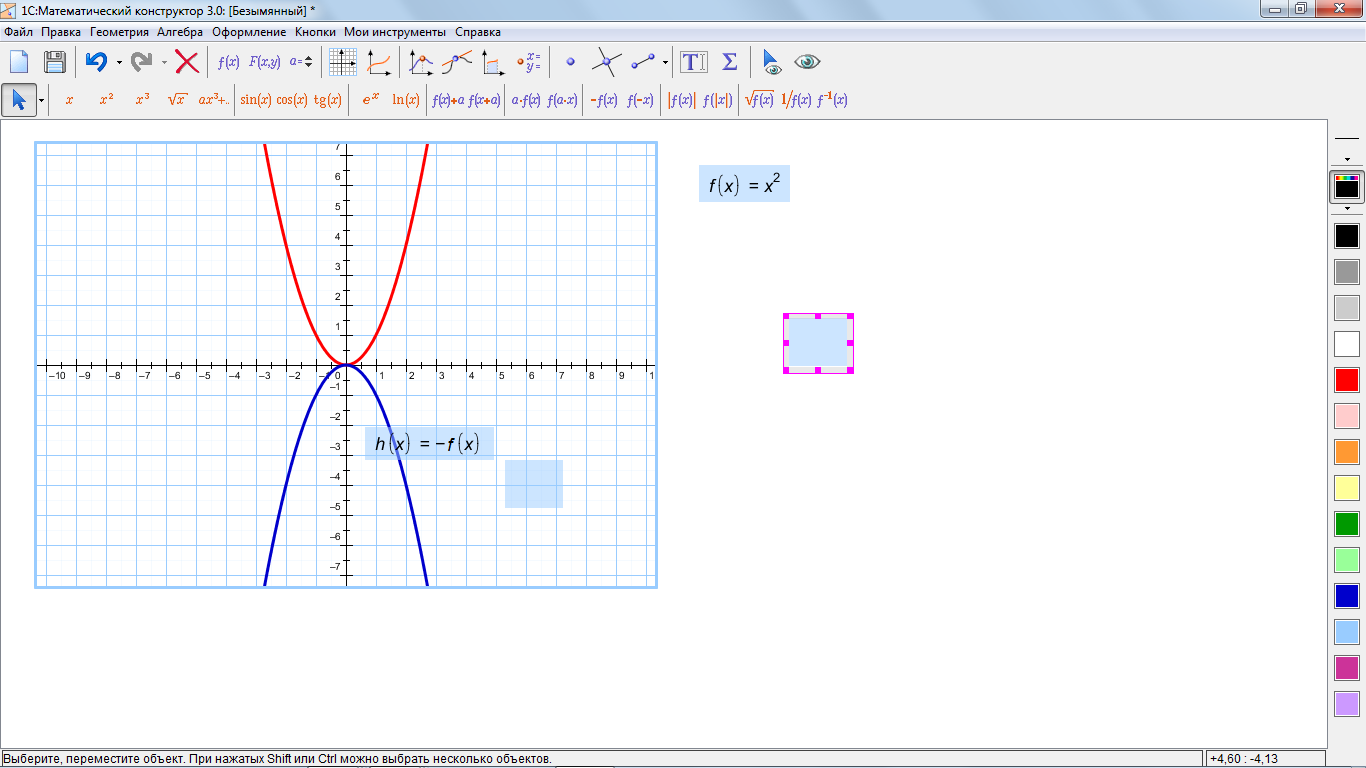 1С:Математический конструктор 3.0: [Безымянный] *
Файл Правка Геометрия Алгебра Оформление Кнопки Мои инструменты Справка
f(x) F(x,y) a= x= y= T Σ
x x² x³ √x ax³+.. sin(x) cos(x) tg(x) eˣ ln(x) f(x)+a f(x+a) a·f(x) f(a·x) −f(x) f(−x) |f(x)| f(|x|) √f(x) 1/f(x) f⁻¹(x)
7
6
5
4
3
2
1
−10 −9 −8 −7 −6 −5 −4 −3 −2 −1 0 1 2 3 4 5 6 7 8 9 1
−1
−2
−3
−4
−5
−6
−7
f(x) = x²
h(x) = −f(x)
Выберите, переместите объект. При нажатых Shift или Ctrl можно выбрать несколько объектов.
+4,60 : -4,13